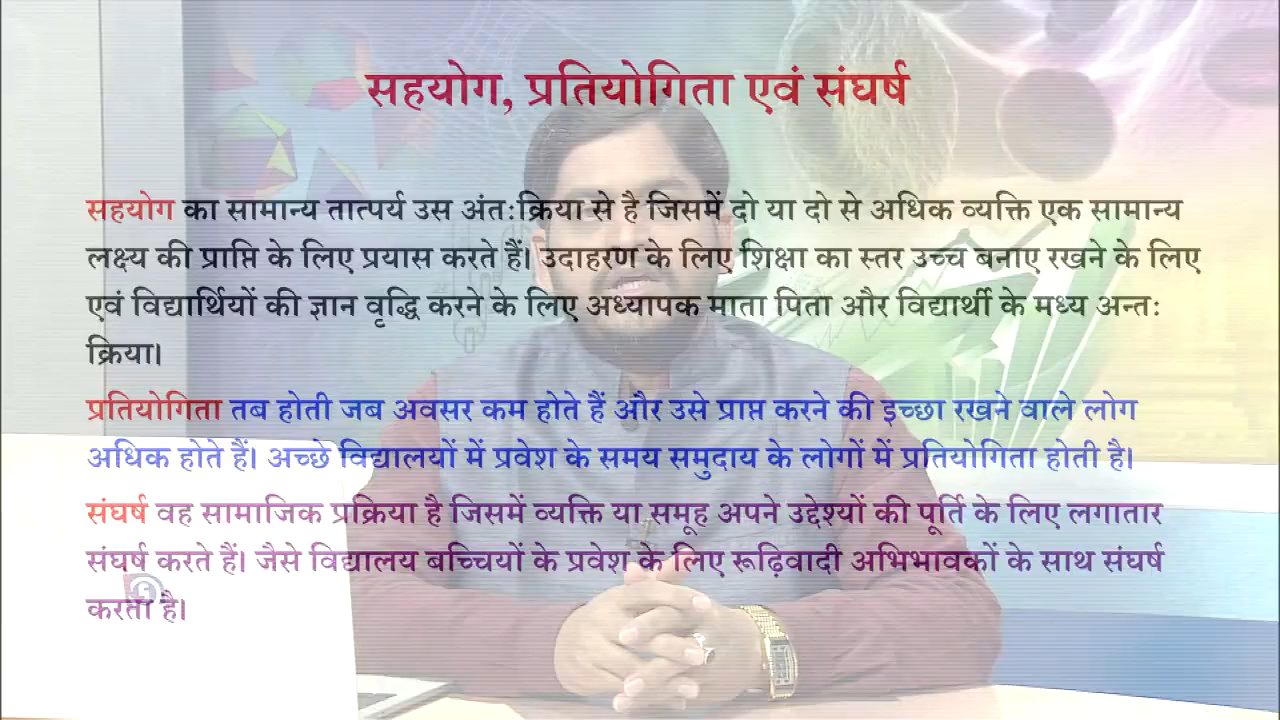 सहयोग, प्रतियोगिता एवं संघर्ष
सहयोग का सामान्य तात्पर्य उस अंतःक्रिया से है जिसमें दो या दो से अधिक व्यक्ति एक सामान्य
लक्ष्य की प्राप्ति के लिए प्रयास करते हैं। उदाहरण के लिए शिक्षा का स्तर उच्च बनाए रखने के लिए
एवं विद्यार्थियों की ज्ञान वृद्धि करने के लिए अध्यापक माता पिता और विद्यार्थी के मध्य अन्तः
क्रिया।
प्रतियोगिता तब होती जब अवसर कम होते हैं और उसे प्राप्त करने की इच्छा रखने वाले लोग
अधिक होते हैं। अच्छे विद्यालयों में प्रवेश के समय समुदाय के लोगों में प्रतियोगिता होती है।
संघर्ष वह सामाजिक प्रक्रिया है जिसमें व्यक्ति या समूह अपने उद्देश्यों की पूर्ति के लिए लगातार
संघर्ष करते हैं। जैसे विद्यालय बच्चियों के प्रवेश के लिए रूढ़िवादी अभिभावकों के साथ संघर्ष
करता है।